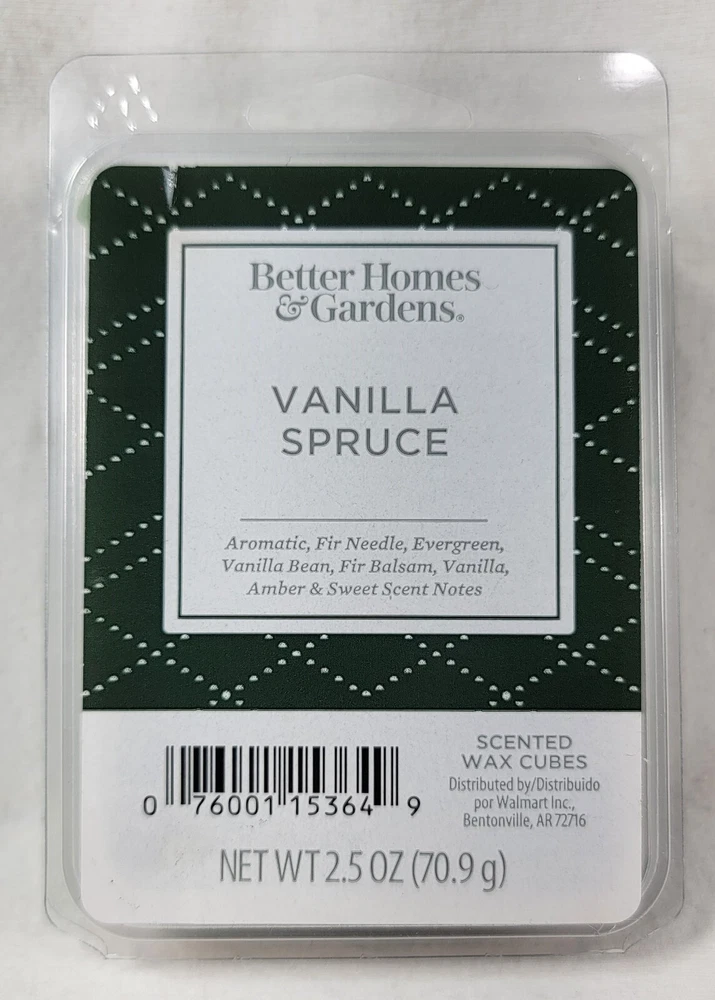 Better Homes
& Gardens®
VANILLA
SPRUCE
Aromatic, Fir Needle, Evergreen,
Vanilla Bean, Fir Balsam, Vanilla,
Amber & Sweet Scent Notes
SCENTED
WAX CUBES
Distributed by/Distribuido
por Walmart Inc.,
Bentonville, AR 72716
0 76001 15364 9
NET WT 2.5 OZ (70.9 g)